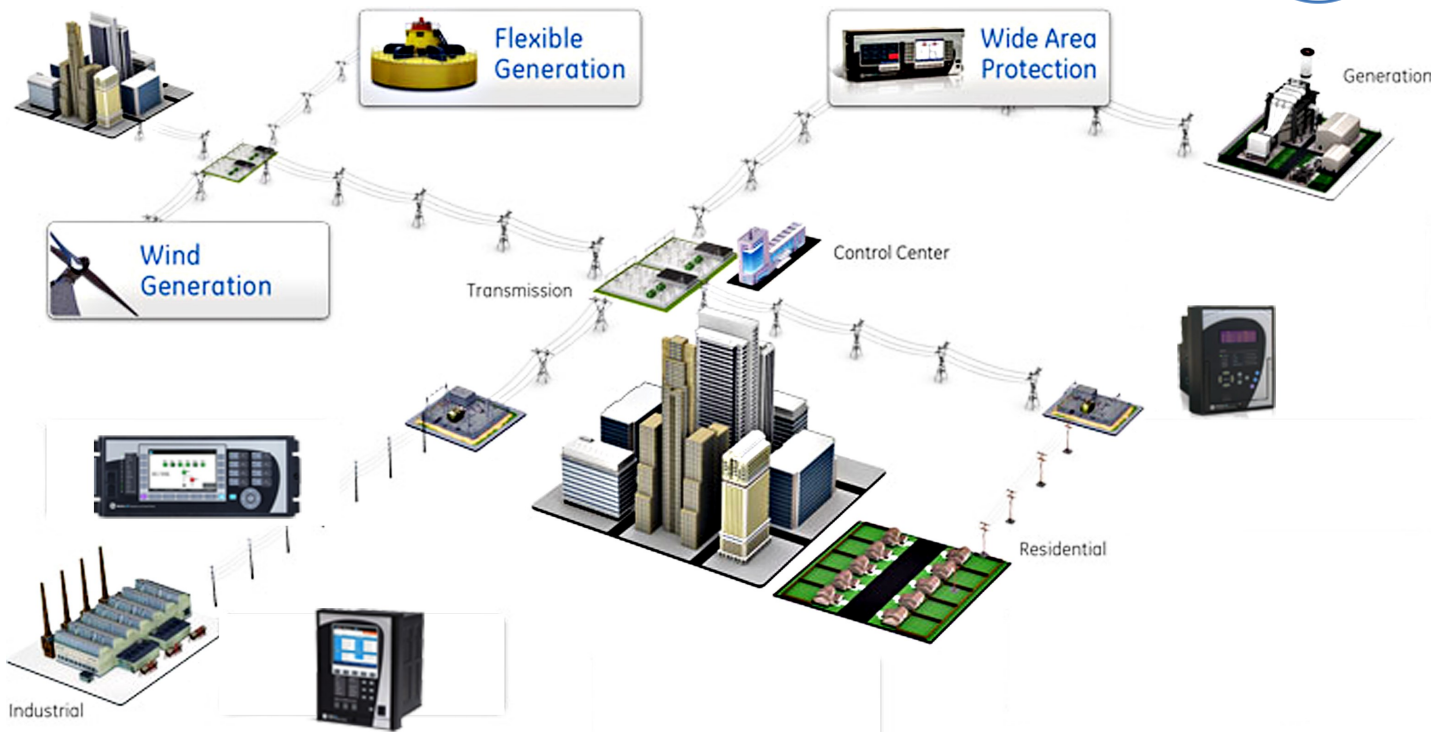 Flexible
Generation
Wide Area
Protection
Generation
Wind
Generation
Control Center
Transmission
Residential
Industrial